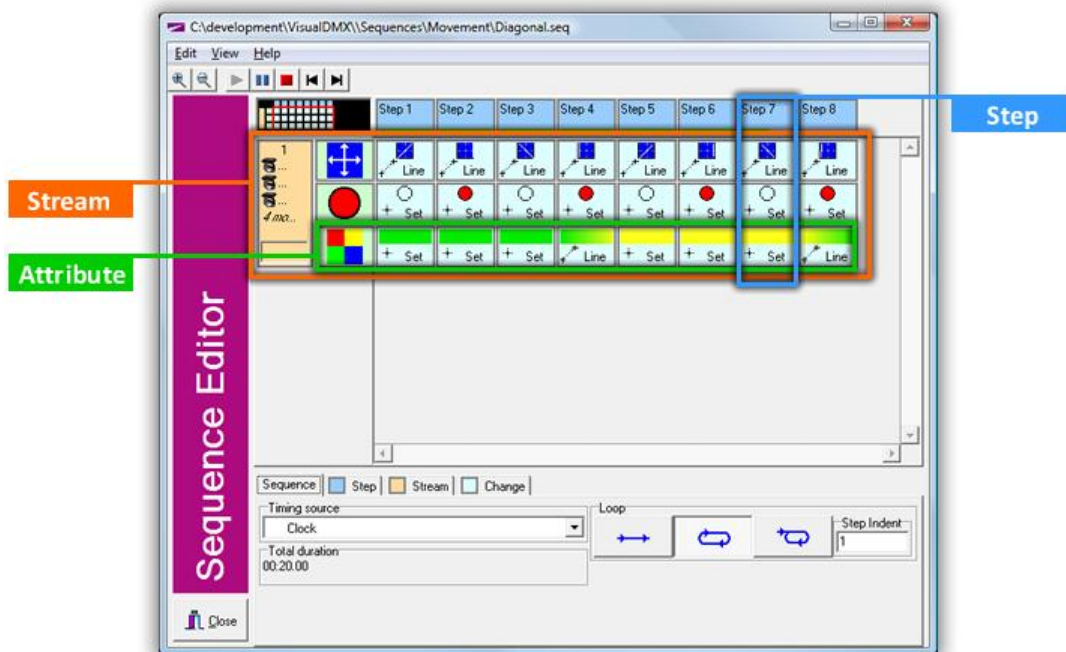 C:\development\VisualDMX\\Sequences\Movement\Diagonal.seq
Edit View Help
Step 1 Step 2 Step 3 Step 4 Step 5 Step 6 Step 7 Step 8
Step
1
...
...
...
4 mo...
Line Line Line Line Line Line Line Line
Set Set Set Set Set Set Set Set
Set Set Set Line Set Set Set Line
Stream
Attribute
Sequence Editor
Sequence Step Stream Change
Timing source
Clock
Total duration
00:20.00
Loop
Step Indent
1
Close